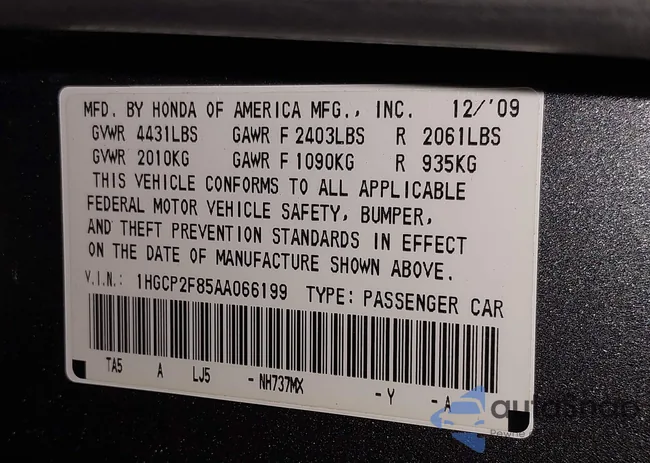 MFD. BY HONDA OF AMERICA MFG., INC. 12/'09
GVWR 4431LBS GAWR F 2403LBS R 2061LBS
GVWR 2010KG GAWR F 1090KG R 935KG
THIS VEHICLE CONFORMS TO ALL APPLICABLE
FEDERAL MOTOR VEHICLE SAFETY, BUMPER,
AND THEFT PREVENTION STANDARDS IN EFFECT
ON THE DATE OF MANUFACTURE SHOWN ABOVE.
V.I.N.: 1HGCP2F85AA066199 TYPE: PASSENGER CAR
TA5 A LJ5 -NH737MX -Y -A